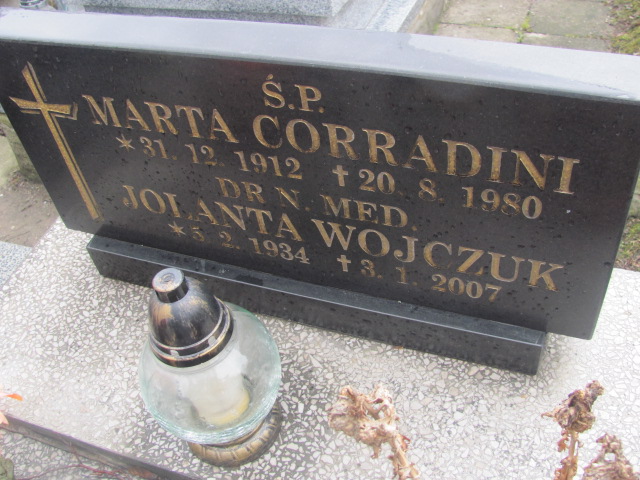 Ś.P.
MARTA CORRADINI
*31. 12. 1912 ✝20. 8. 1980
DR N. MED.
JOLANTA WOJCZUK
*5. 2. 1934 ✝3. 1. 2007